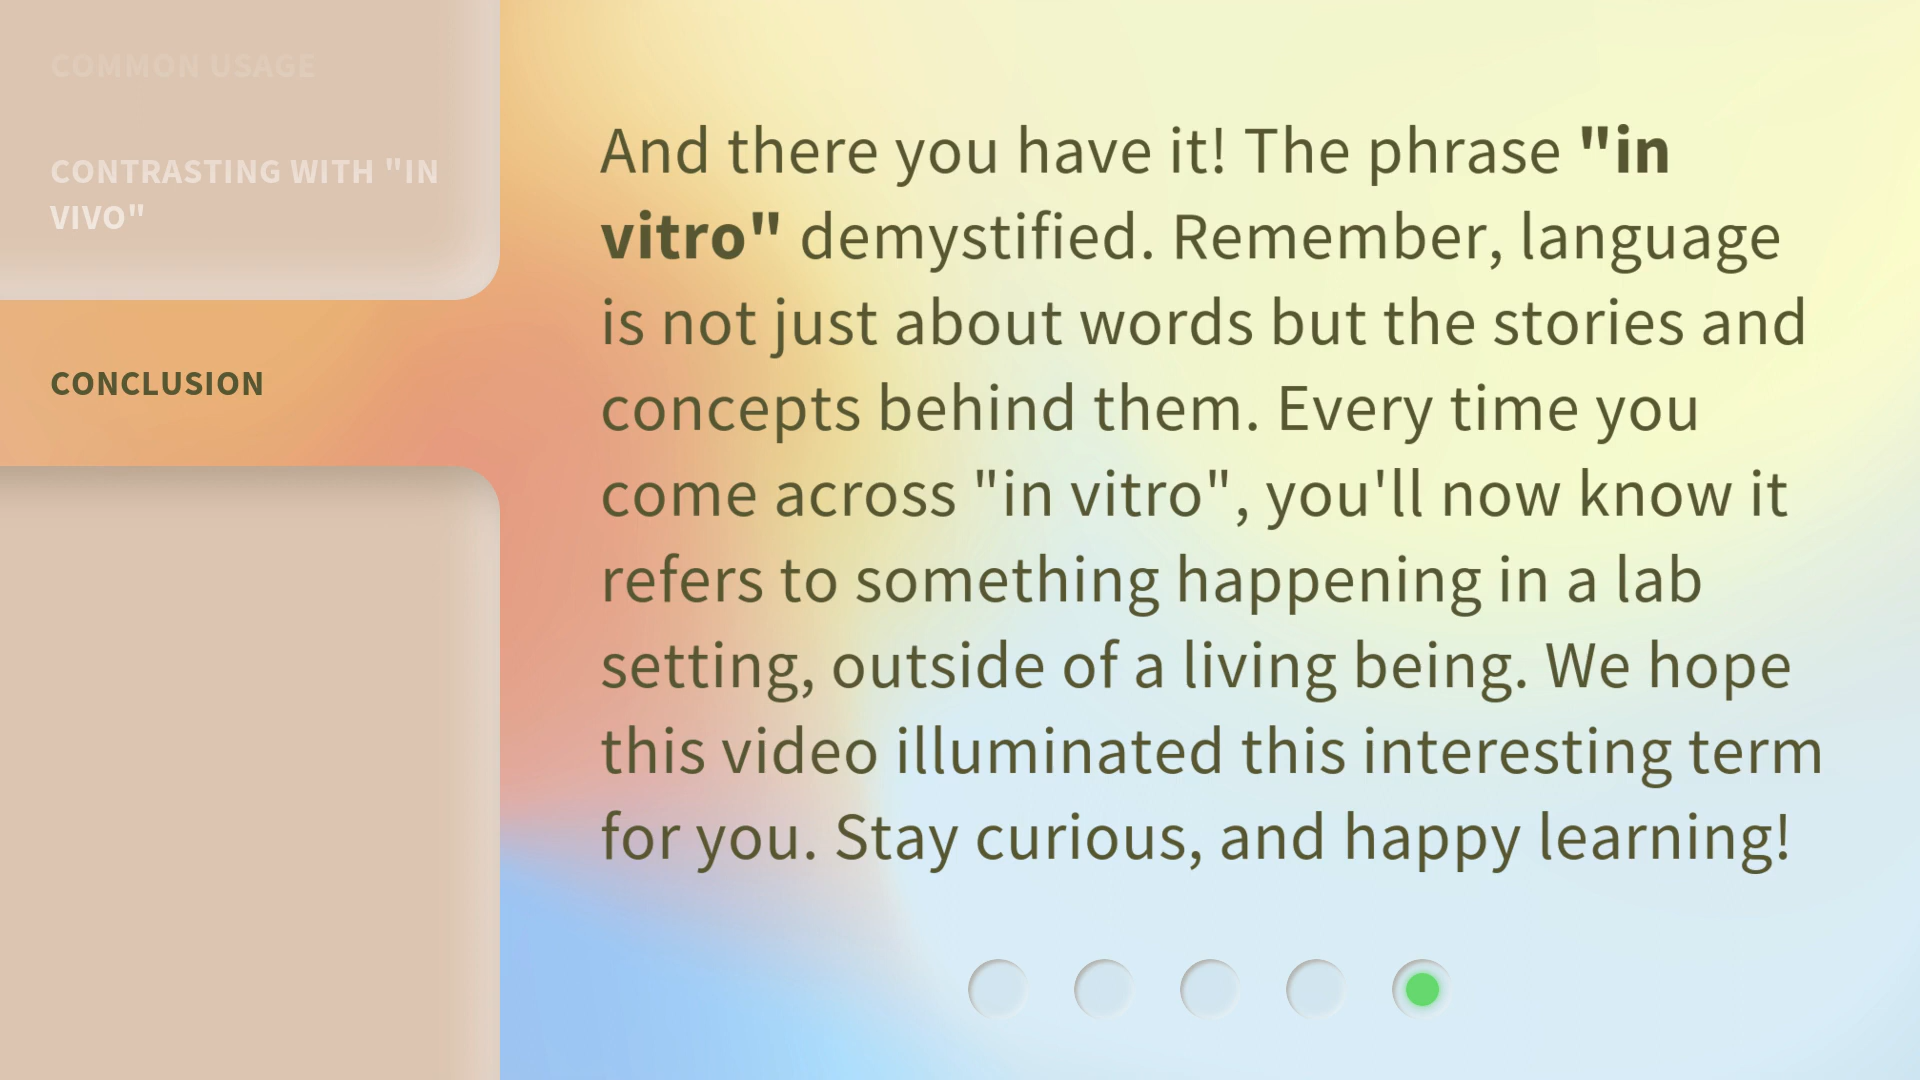 COMMON USAGE
CONTRASTING WITH "IN
VIVO"
CONCLUSION
And there you have it! The phrase "in
vitro" demystified. Remember, language
is not just about words but the stories and
concepts behind them. Every time you
come across "in vitro", you'll now know it
refers to something happening in a lab
setting, outside of a living being. We hope
this video illuminated this interesting term
for you. Stay curious, and happy learning!